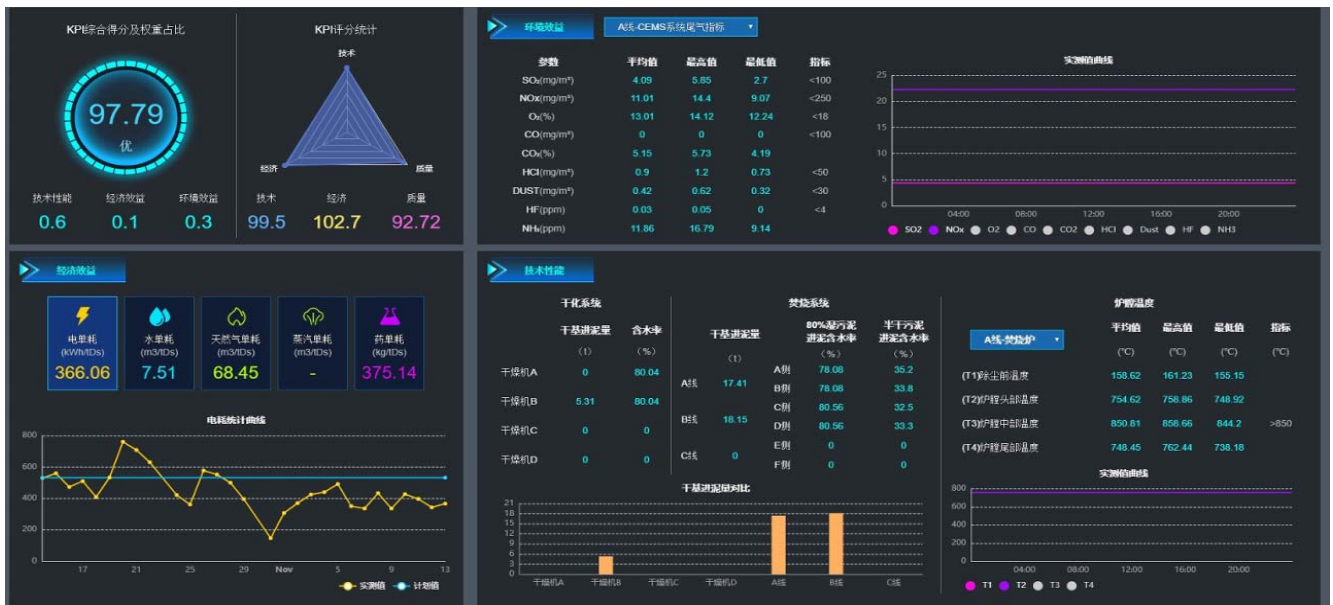 KPI综合得分及权重占比
97.79
优
技术性能 经济效益 环境效益
0.6 0.1 0.3
KPI评分统计
技术
经济 质量
技术 经济 质量
99.5 102.7 92.72
环境效益 A线-CEMS系统尾气指标
参数 平均值 最高值 最低值 指标
SO₂(mg/m³) 4.09 5.85 2.7 <100
NOx(mg/m³) 11.01 14.4 9.07 <250
O₂(%) 13.01 14.12 12.24 <18
CO(mg/m³) 0 0 0 <100
CO₂(%) 5.15 5.73 4.19
HCl(mg/m³) 0.9 1.2 0.73 <50
DUST(mg/m³) 0.42 0.62 0.32 <30
HF(ppm) 0.03 0.05 0 <4
NH₃(ppm) 11.86 16.79 9.14
实测值曲线
25
20
15
10
5
0
04:00 08:00 12:00 16:00 20:00
SO2 NOx O2 CO CO2 HCl Dust HF NH3
经济效益
电单耗 水单耗 天然气单耗 蒸汽单耗 药单耗
(kWh/tDs) (m3/tDs) (m3/tDs) (m3/tDs) (kg/tDs)
366.06 7.51 68.45 - 375.14
电耗统计曲线
800
600
400
200
0
17 21 25 29 Nov 5 9 13
实测值 计划值
技术性能
干化系统
干基进泥量 含水率
(t) (%)
干燥机A 0 80.04
干燥机B 5.31 80.04
干燥机C 0 0
干燥机D 0 0
焚烧系统
干基进泥量 80%湿污泥进泥含水率 半干污泥进泥含水率
(t) (%) (%)
A线 17.41 A侧 78.08 35.2
B侧 78.08 33.8
B线 18.15 C侧 80.56 32.5
D侧 80.56 33.3
C线 0 E侧 0 0
F侧 0 0
干基进泥量对比
21
18
15
12
9
6
3
0
干燥机A 干燥机B 干燥机C 干燥机D A线 B线 C线
炉膛温度
A线-焚烧炉 平均值 最高值 最低值 指标
(℃) (℃) (℃) (℃)
(T1)除尘前温度 158.62 161.23 155.15
(T2)炉膛头部温度 754.62 758.86 748.92
(T3)炉膛中部温度 850.81 858.66 844.2 >850
(T4)炉膛尾部温度 748.45 762.44 738.18
实测值曲线
800
600
400
200
0
04:00 08:00 12:00 16:00 20:00
T1 T2 T3 T4